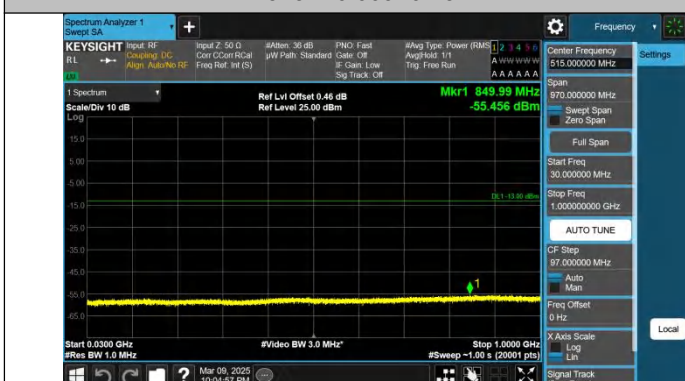 Spectrum Analyzer 1
Swept SA
Frequency
Settings
KEYSIGHT
RL
Input: RF
Coupling: DC
Align: Auto/No RF
Input Z: 50 Ω
Corr CCorr RCal
Freq Ref: Int (S)
#Atten: 36 dB
µW Path: Standard
PNO: Fast
Gate: Off
IF Gain: Low
Sig Track: Off
#Avg Type: Power (RMS
Avg|Hold: 1/1
Trig: Free Run
1 2 3 4 5 6
A W W W W W
A A A A A A
1 Spectrum
Scale/Div 10 dB
Log
Ref Lvl Offset 0.46 dB
Ref Level 25.00 dBm
Mkr1 849.99 MHz
-55.456 dBm
15.0
5.00
-5.00
-15.0
-25.0
-35.0
-45.0
-55.0
-65.0
DL1 -13.00 dBm
1
Start 0.0300 GHz
#Res BW 1.0 MHz
#Video BW 3.0 MHz*
Stop 1.0000 GHz
#Sweep ~1.00 s (20001 pts)
Mar 09, 2025
10:04:57 PM
Center Frequency
515.000000 MHz
Span
970.000000 MHz
Swept Span
Zero Span
Full Span
Start Freq
30.000000 MHz
Stop Freq
1.000000000 GHz
AUTO TUNE
CF Step
97.000000 MHz
Auto
Man
Freq Offset
0 Hz
X Axis Scale
Log
Lin
Signal Track
Local